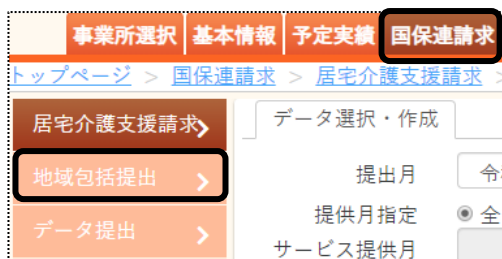 事業所選択 基本情報 予定実績 国保連請求
トップページ > 国保連請求 > 居宅介護支援請求 >
居宅介護支援請求
データ選択・作成
地域包括提出
提出月
提供月指定
全
データ提出
サービス提供月